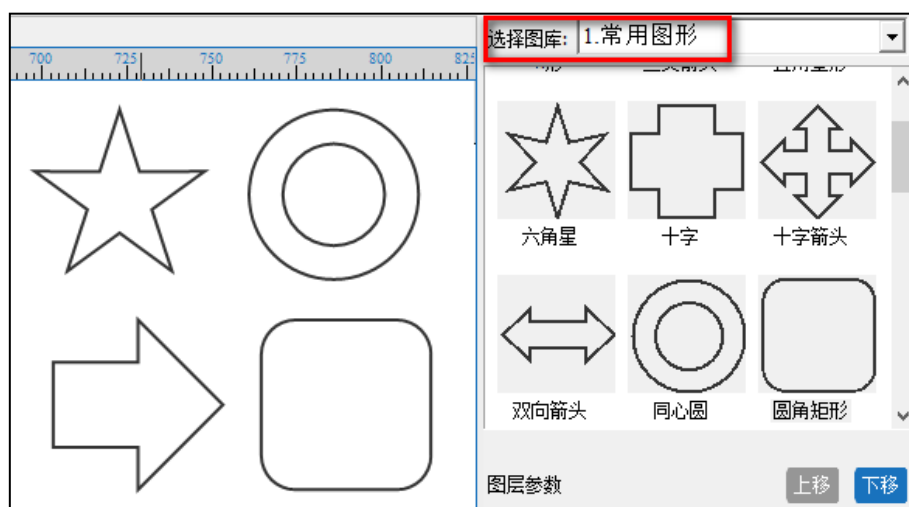 选择图库: 1.常用图形
700 725 750 775 800 825
六角星 十字 十字箭头
双向箭头 同心圆 圆角矩形
图层参数 上移 下移